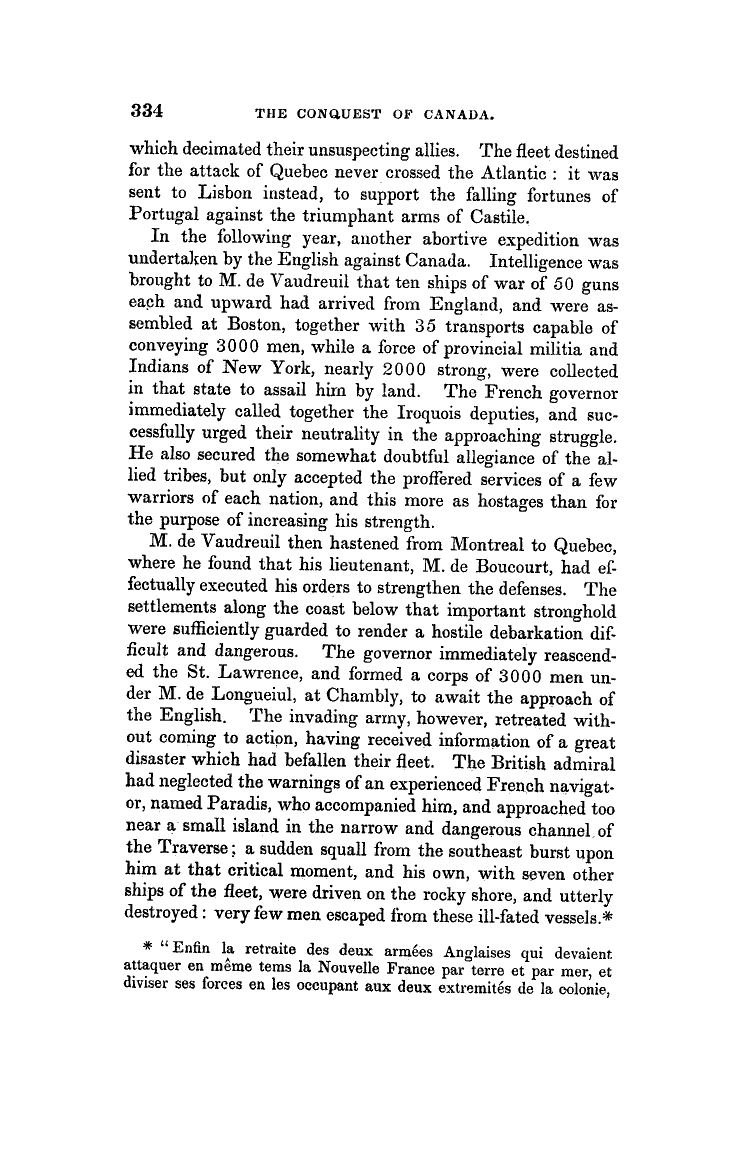 334 THE CONQUEST OF CANADA.
which decimated their unsuspecting allies. The fleet destined
for the attack of Quebec never crossed the Atlantic : it was
sent to Lisbon instead, to support the falling fortunes of
Portugal against the triumphant arms of Castile.
In the following year, another abortive expedition was
undertaken by the English against Canada. Intelligence was
brought to M. de Vaudreuil that ten ships of war of 50 guns
each and upward had arrived from England, and were as-
sembled at Boston, together with 35 transports capable of
conveying 3000 men, while a force of provincial militia and
Indians of New York, nearly 2000 strong, were collected
in that state to assail him by land. The French governor
immediately called together the Iroquois deputies, and suc-
cessfully urged their neutrality in the approaching struggle.
He also secured the somewhat doubtful allegiance of the al-
lied tribes, but only accepted the proffered services of a few
warriors of each nation, and this more as hostages than for
the purpose of increasing his strength.
M. de Vaudreuil then hastened from Montreal to Quebec,
where he found that his lieutenant, M. de Boucourt, had ef-
fectually executed his orders to strengthen the defenses. The
settlements along the coast below that important stronghold
were sufficiently guarded to render a hostile debarkation dif-
ficult and dangerous. The governor immediately reascend-
ed the St. Lawrence, and formed a corps of 3000 men un-
der M. de Longueiul, at Chambly, to await the approach of
the English. The invading army, however, retreated with-
out coming to action, having received information of a great
disaster which had befallen their fleet. The British admiral
had neglected the warnings of an experienced French navigat-
or, named Paradis, who accompanied him, and approached too
near a small island in the narrow and dangerous channel of
the Traverse; a sudden squall from the southeast burst upon
him at that critical moment, and his own, with seven other
ships of the fleet, were driven on the rocky shore, and utterly
destroyed : very few men escaped from these ill-fated vessels.*
* "Enfin la retraite des deux armées Anglaises qui devaient
attaquer en même tems la Nouvelle France par terre et par mer, et
diviser ses forces en les occupant aux deux extremités de la colonie,